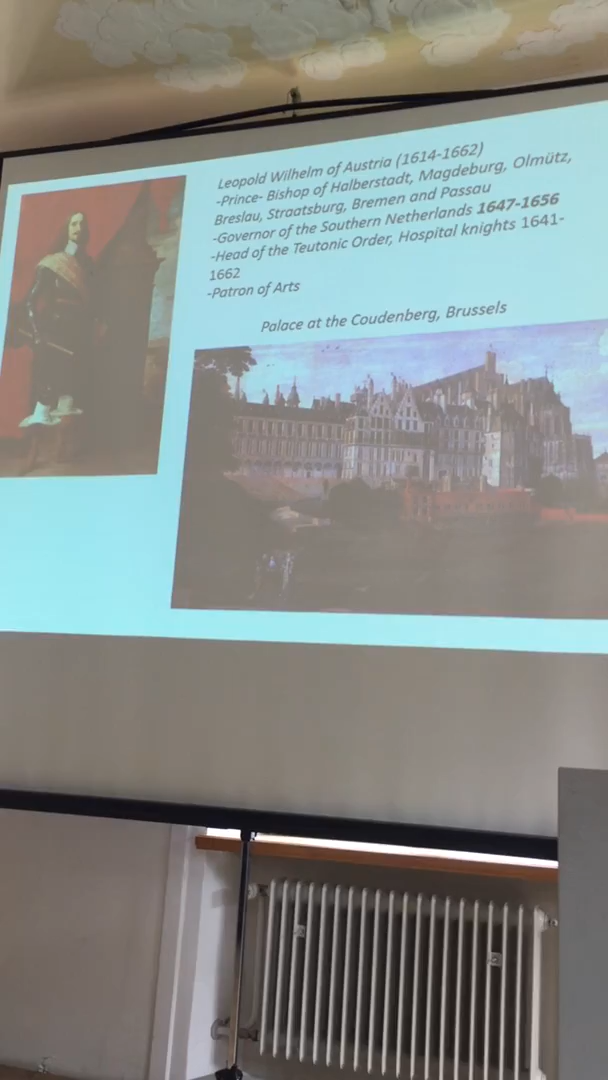 Leopold Wilhelm of Austria (1614-1662)
-Prince- Bishop of Halberstadt, Magdeburg, Olmütz,
Breslau, Straatsburg, Bremen and Passau
-Governor of the Southern Netherlands 1647-1656
-Head of the Teutonic Order, Hospital knights 1641-
1662
-Patron of Arts
Palace at the Coudenberg, Brussels